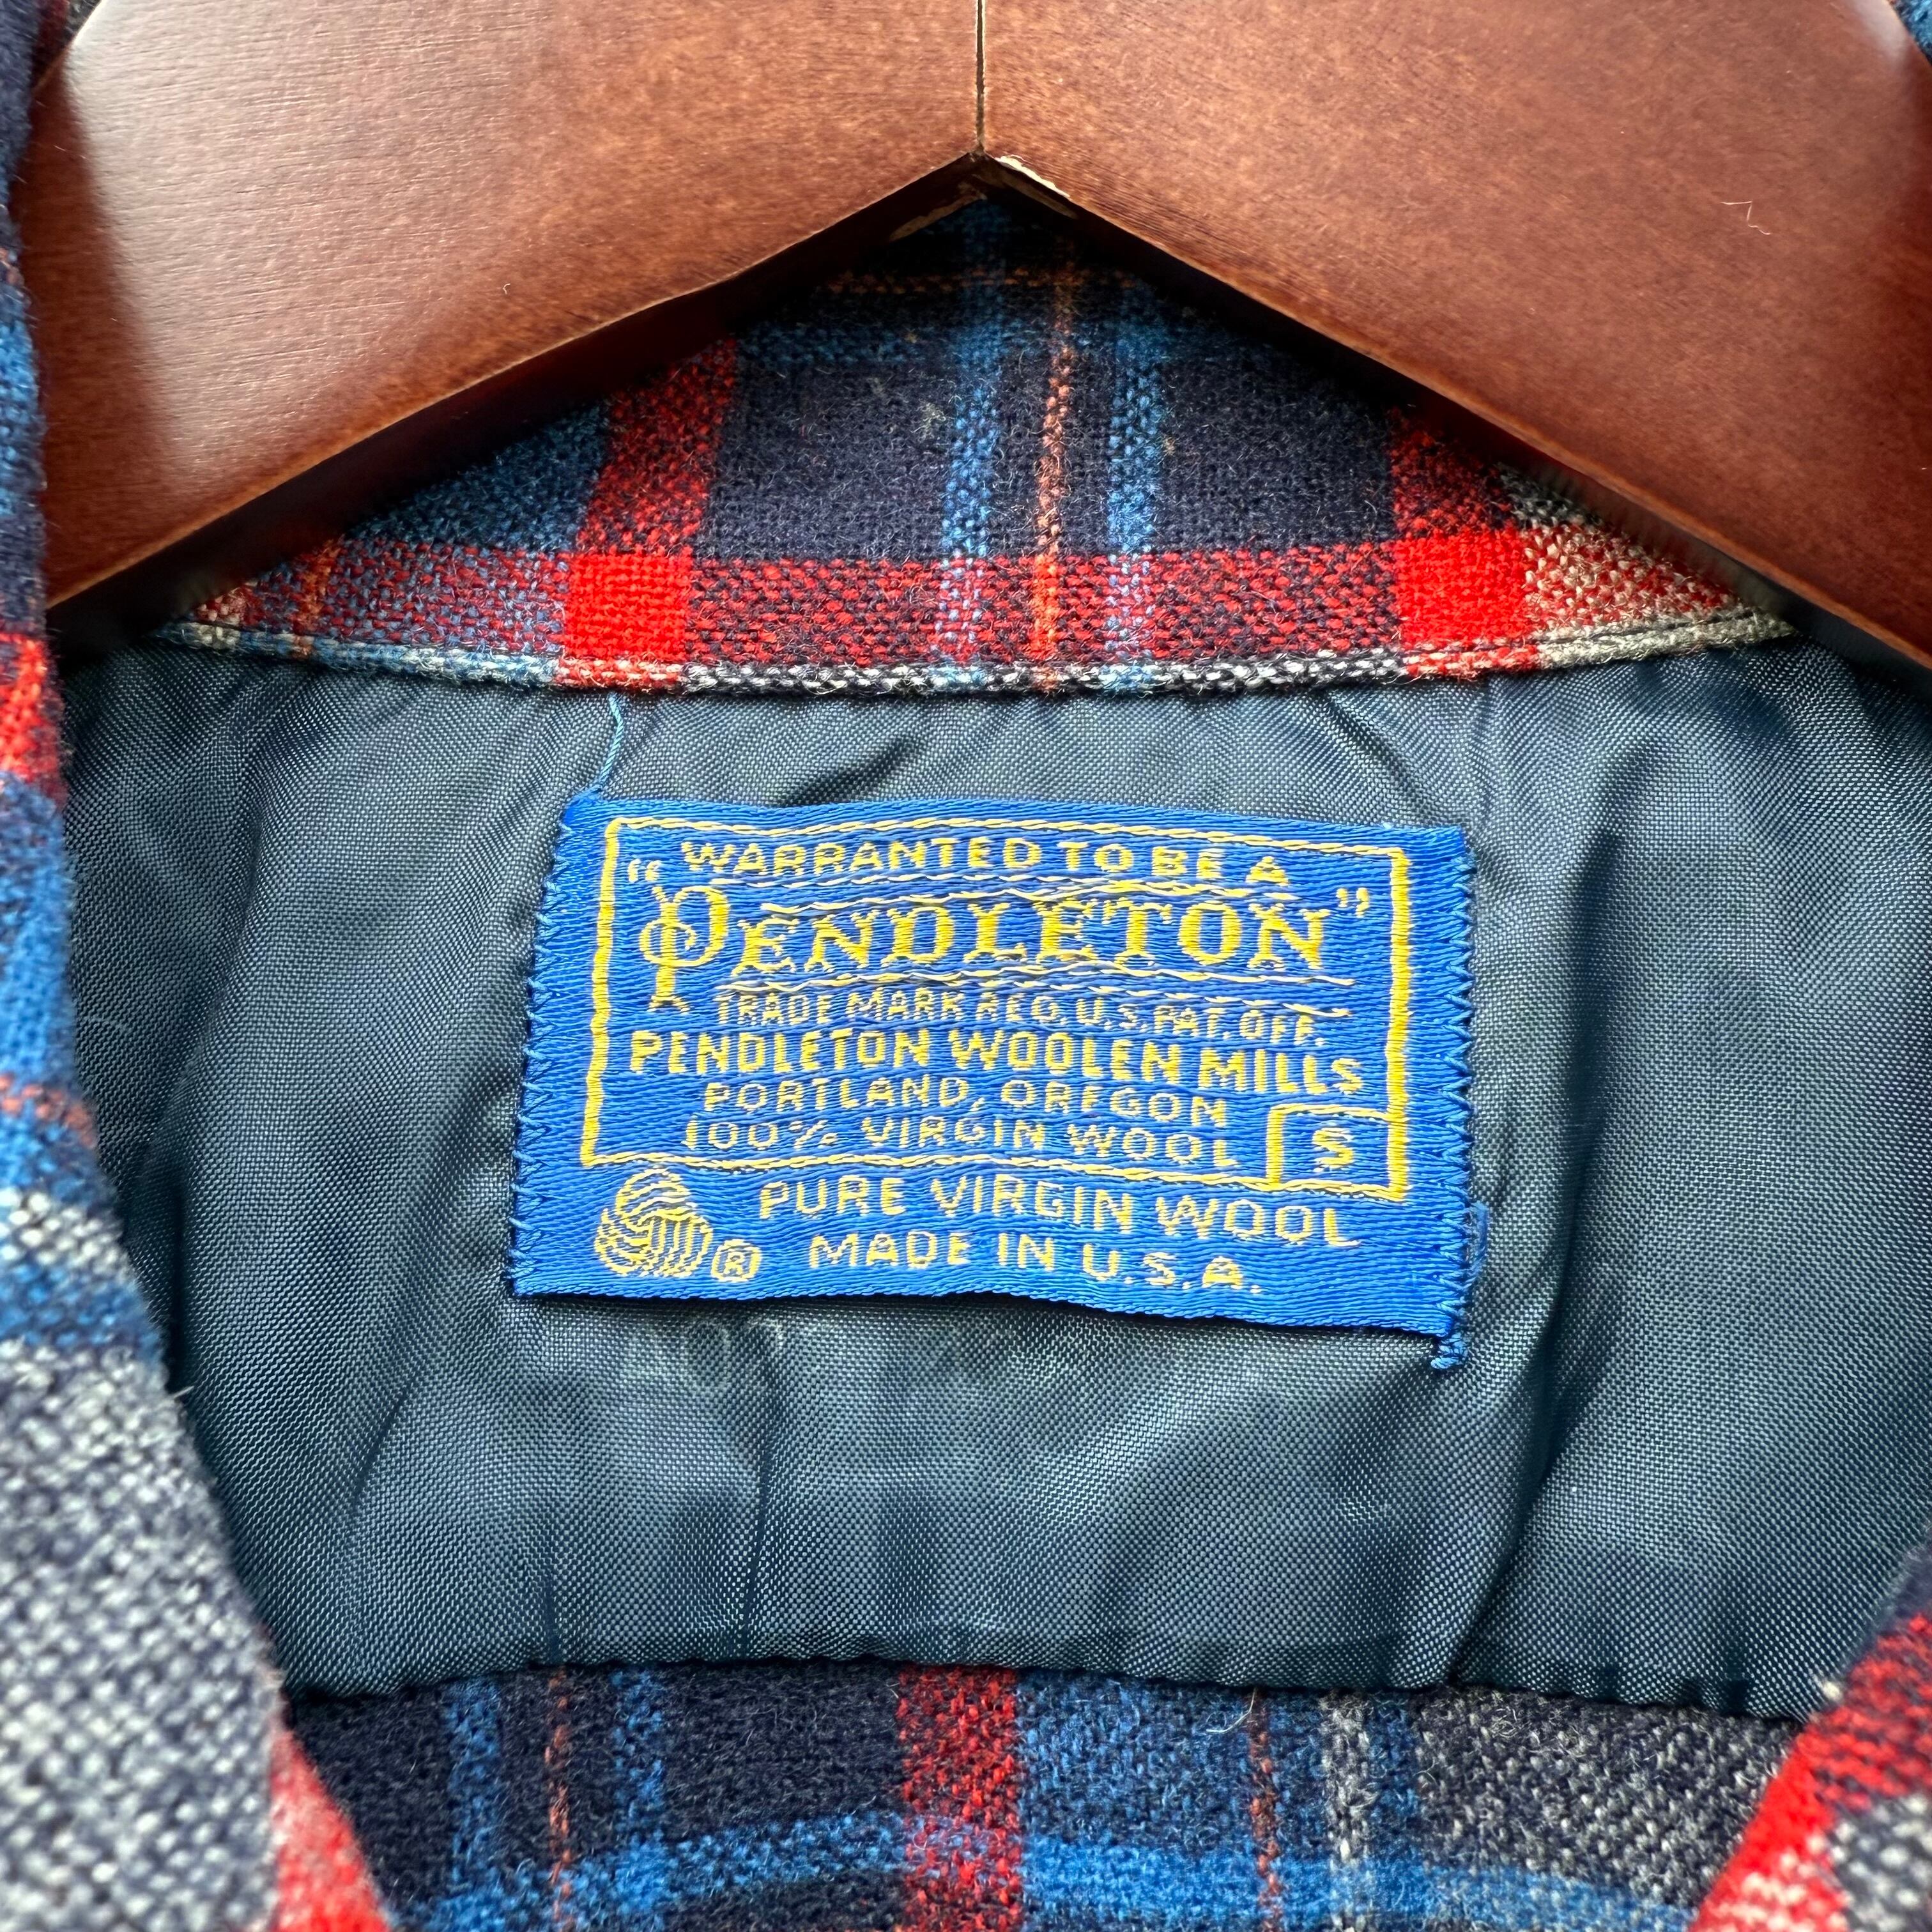 "WARRANTED TO BE A
PENDLETON"
TRADE MARK REG. U.S. PAT. OFF.
PENDLETON WOOLEN MILLS
PORTLAND, OREGON
100% VIRGIN WOOL S
PURE VIRGIN WOOL
® MADE IN U.S.A.